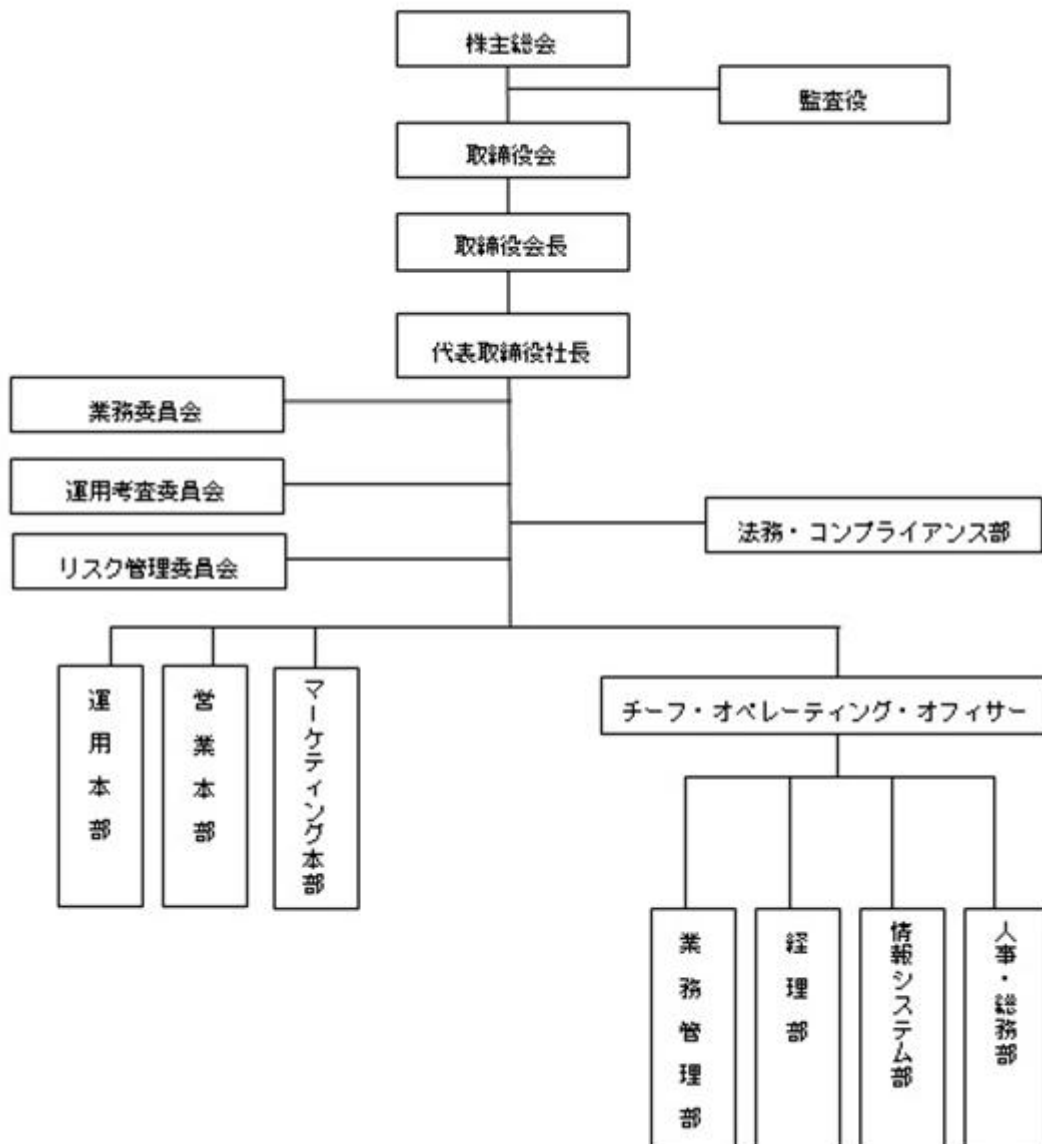 株主総会
監査役
取締役会
取締役会長
代表取締役社長
業務委員会
運用考査委員会
法務・コンプライアンス部
リスク管理委員会
運用本部
営業本部
マーケティング本部
チーフ・オペレーティング・オフィサー
業務管理部
経理部
情報システム部
人事・総務部